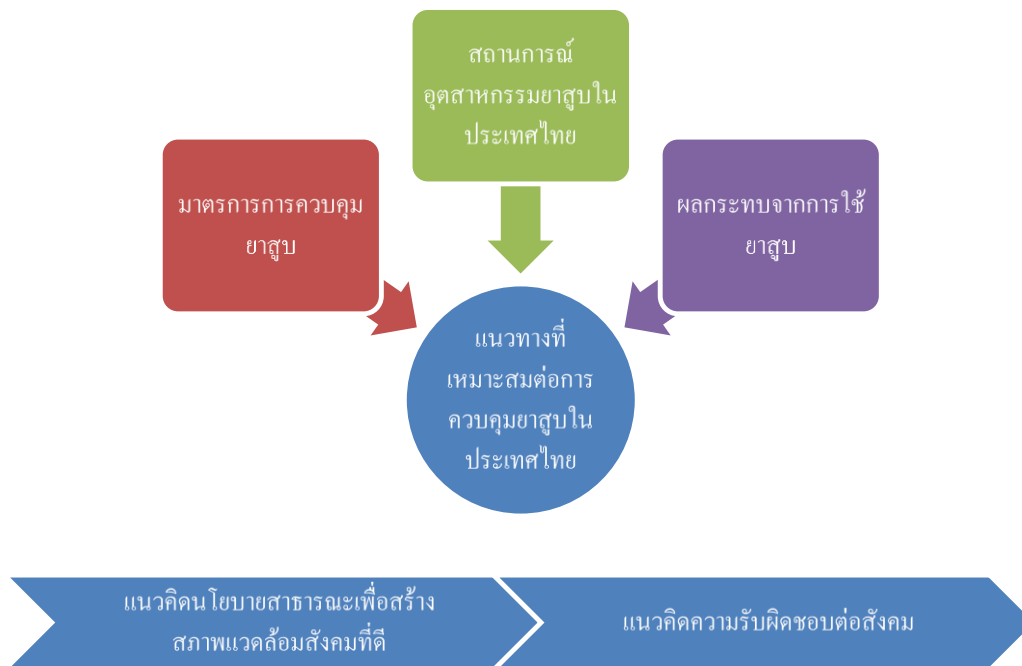 สถานการณ์
อุตสาหกรรมยาสูบใน
ประเทศไทย
มาตรการการควบคุม
ยาสูบ
ผลกระทบจากการใช้
ยาสูบ
แนวทางที่
เหมาะสมต่อการ
ควบคุมยาสูบใน
ประเทศไทย
แนวคิดนโยบายสาธารณะเพื่อสร้าง
สภาพแวดล้อมสังคมที่ดี
แนวคิดความรับผิดชอบต่อสังคม